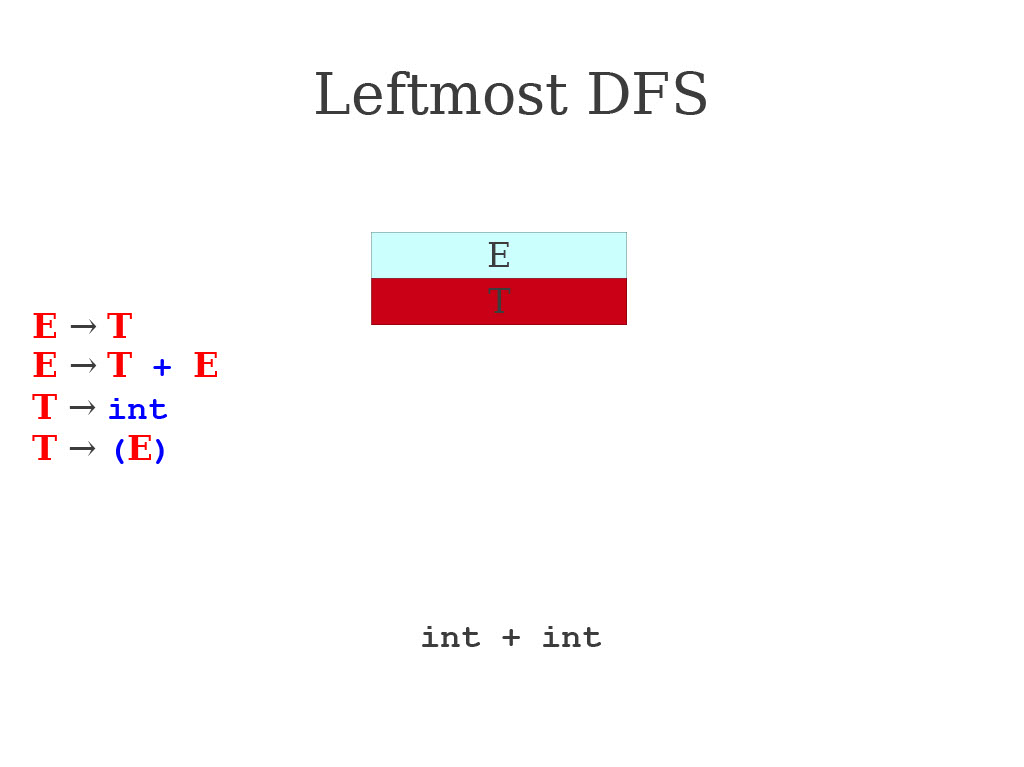 Leftmost DFS
E
T
E → T
E → T + E
T → int
T → (E)
int + int